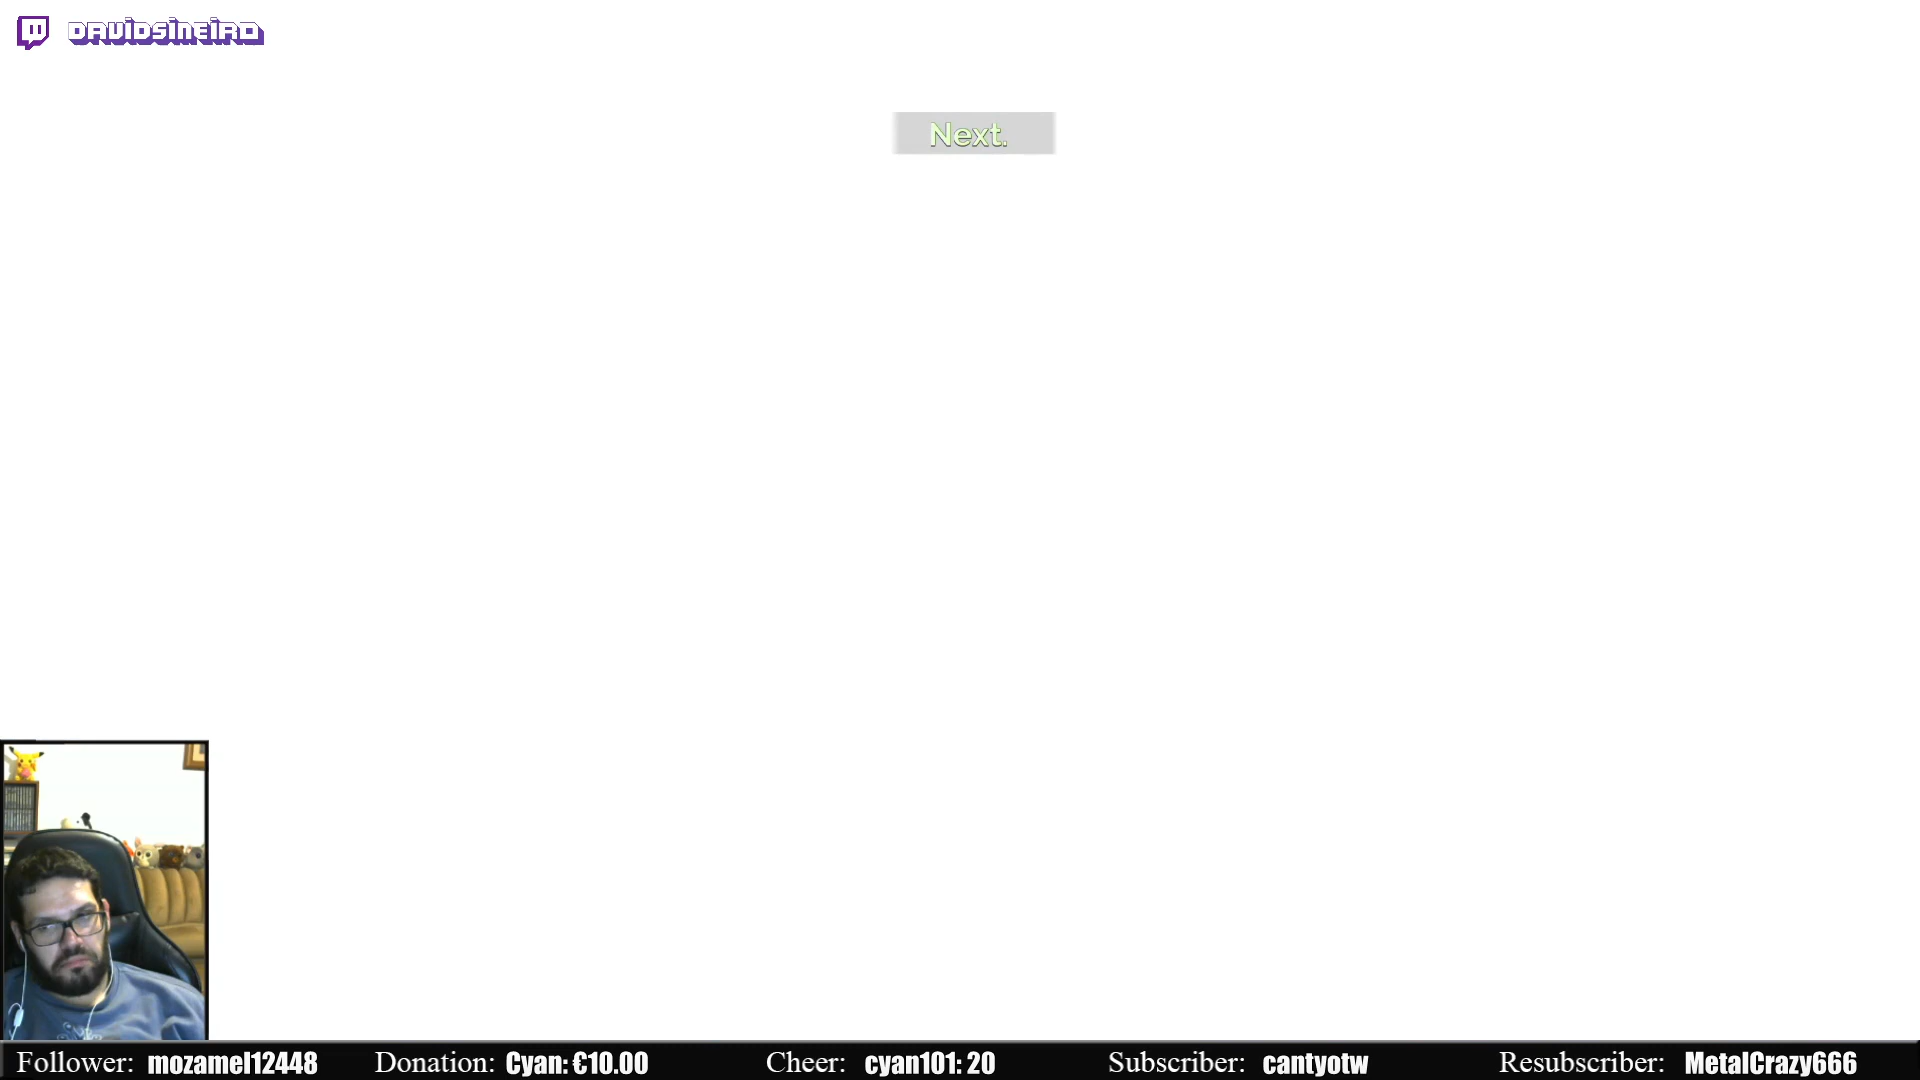 DAVIDSINEIRO
Next.
Follower: mozamel12448 Donation: Cyan: €10.00 Cheer: cyan101: 20 Subscriber: cantyotw Resubscriber: MetalCrazy666